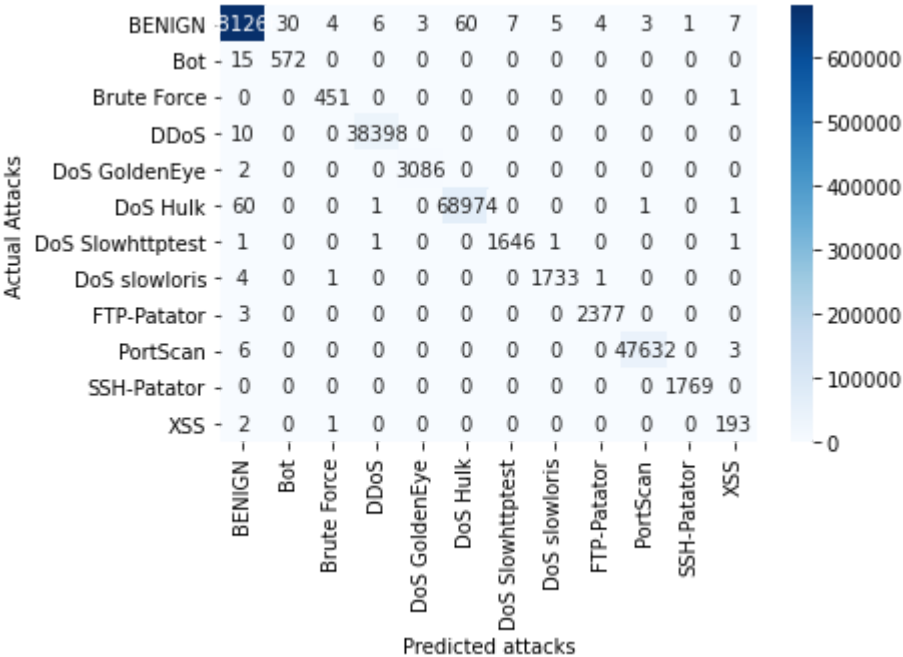 BENIGN 30 4 6 3 60 7 5 4 3 1 7
Bot 15 572 0 0 0 0 0 0 0 0 0 0
Brute Force 0 0 451 0 0 0 0 0 0 0 0 1
DDoS 10 0 0 38398 0 0 0 0 0 0 0 0
DoS GoldenEye 2 0 0 0 3086 0 0 0 0 0 0 0
DoS Hulk 60 0 0 1 0 68974 0 0 0 1 0 1
DoS Slowhttptest 1 0 0 1 0 0 1646 1 0 0 0 1
DoS slowloris 4 0 1 0 0 0 0 1733 1 0 0 0
FTP-Patator 3 0 0 0 0 0 0 0 2377 0 0 0
PortScan 6 0 0 0 0 0 0 0 0 47632 0 3
SSH-Patator 0 0 0 0 0 0 0 0 0 0 1769 0
XSS 2 0 1 0 0 0 0 0 0 0 0 193
Actual Attacks
BENIGN
Bot
Brute Force
DDoS
DoS GoldenEye
DoS Hulk
DoS Slowhttptest
DoS slowloris
FTP-Patator
PortScan
SSH-Patator
XSS
Predicted attacks
600000
500000
400000
300000
200000
100000
0